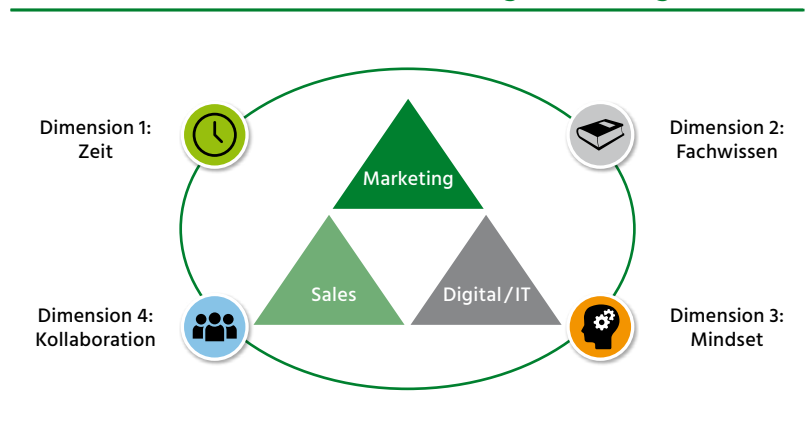 Dimension 1:
Zeit
Dimension 2:
Fachwissen
Marketing
Sales
Digital/IT
Dimension 4:
Kollaboration
Dimension 3:
Mindset